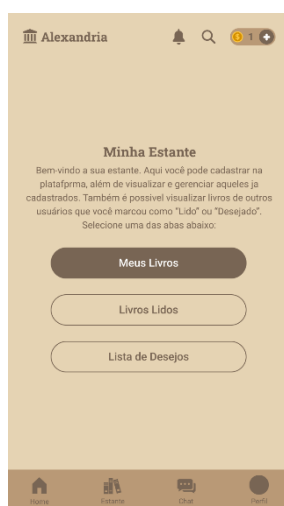 Alexandria
1
Minha Estante
Bem-vindo a sua estante. Aqui você pode cadastrar na
platafprma, além de visualizar e gerenciar aqueles ja
cadastrados. Também é possivel visualizar livros de outros
usuários que você marcou como "Lido" ou "Desejado".
Selecione uma das abas abaixo:
Meus Livros
Livros Lidos
Lista de Desejos
Home Estante Chat Perfil